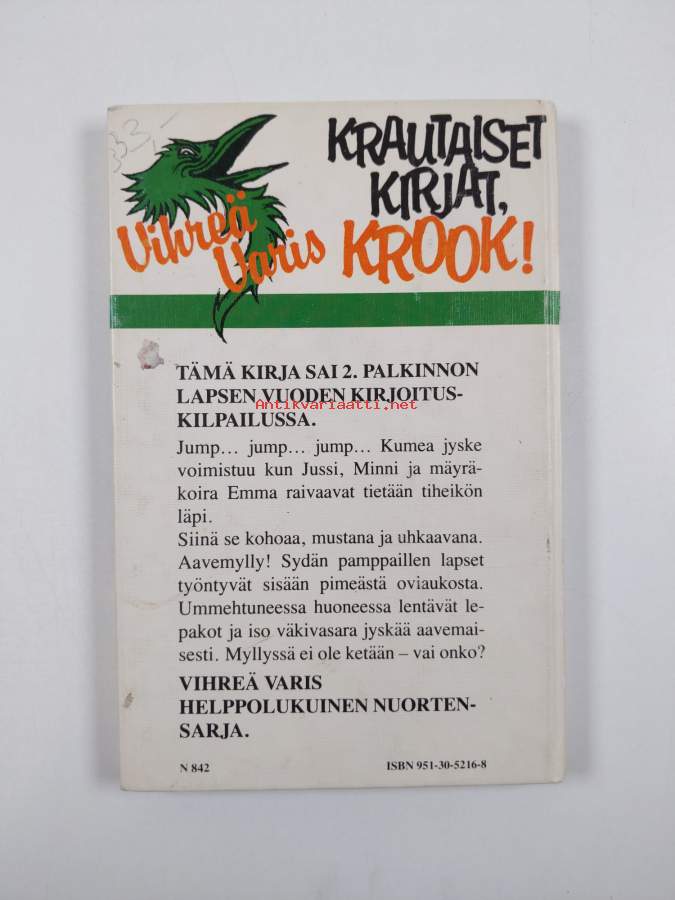 333,-
KRAUTAISET
KIRJAT,
KROOK!
Vihreä
Varis
TÄMÄ KIRJA SAI 2. PALKINNON
LAPSEN VUODEN KIRJOITUS-
KILPAILUSSA.
Antikvariaatti.net
Jump... jump... jump... Kumea jyske
voimistuu kun Jussi, Minni ja mäyrä-
koira Emma raivaavat tietään tiheikön
läpi.
Siinä se kohoaa, mustana ja uhkaavana.
Aavemylly! Sydän pamppaillen lapset
työntyvät sisään pimeästä oviaukosta.
Ummehtuneessa huoneessa lentävät le-
pakot ja iso väkivasara jyskää aavemai-
sesti. Myllyssä ei ole ketään – vai onko?
VIHREÄ VARIS
HELPPOLUKUINEN NUORTEN-
SARJA.
N 842
ISBN 951-30-5216-8